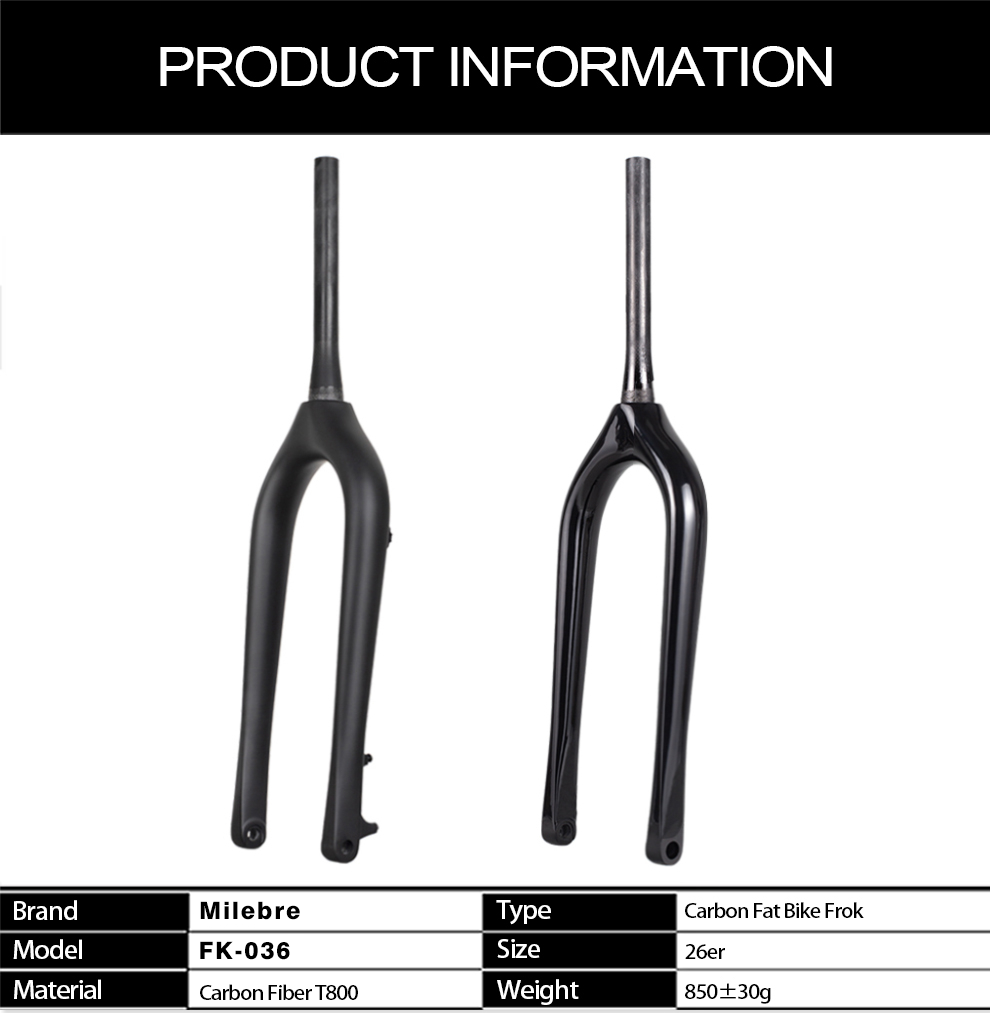 PRODUCT INFORMATION
Brand Milebre Type Carbon Fat Bike Frok
Model FK-036 Size 26er
Material Carbon Fiber T800 Weight 850±30g